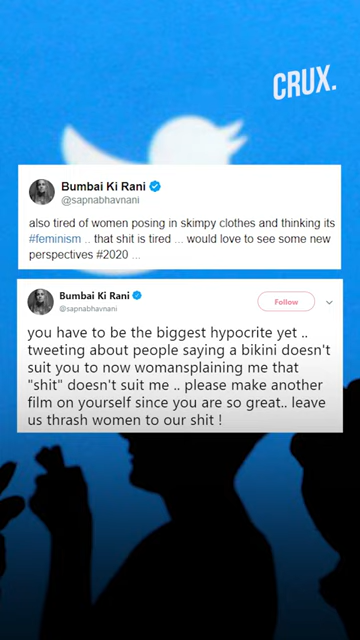 CRUX.
Bumbai Ki Rani
@sapnabhavnani
also tired of women posing in skimpy clothes and thinking its
#feminism .. that shit is tired ... would love to see some new
perspectives #2020 ...
Bumbai Ki Rani
@sapnabhavnani
Follow
you have to be the biggest hypocrite yet ..
tweeting about people saying a bikini doesn't
suit you to now womansplaining me that
"shit" doesn't suit me .. please make another
film on yourself since you are so great.. leave
us thrash women to our shit !